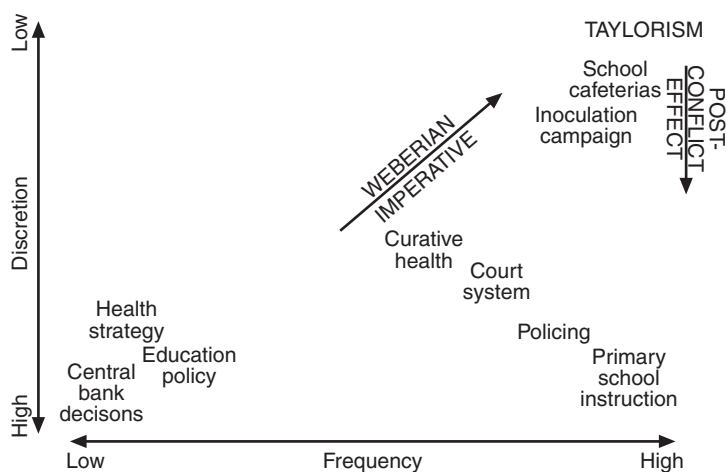 Low
TAYLORISM
School
cafeterias
Inoculation
campaign
POST-
CONFLICT
EFFECT
WEBERIAN
IMPERATIVE
Discretion
Curative
health
Court
system
Health
strategy
Policing
Education
policy
Central
bank
decisons
Primary
school
instruction
High
Low
Frequency
High